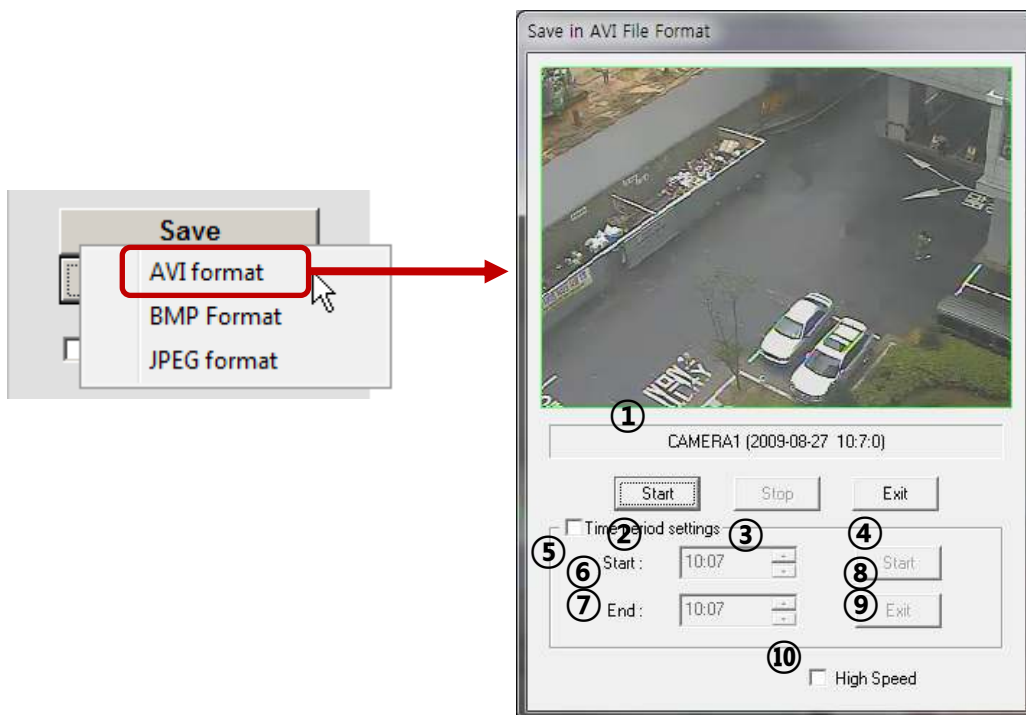 Save
AVI format
BMP Format
JPEG format
Save in AVI File Format
①
CAMERA1 (2009-08-27 10:7:0)
Start Stop Exit
② ③ ④
⑤ Time period settings
⑥ Start : 10:07 ⑧ Start
⑦ End : 10:07 ⑨ Exit
⑩
High Speed